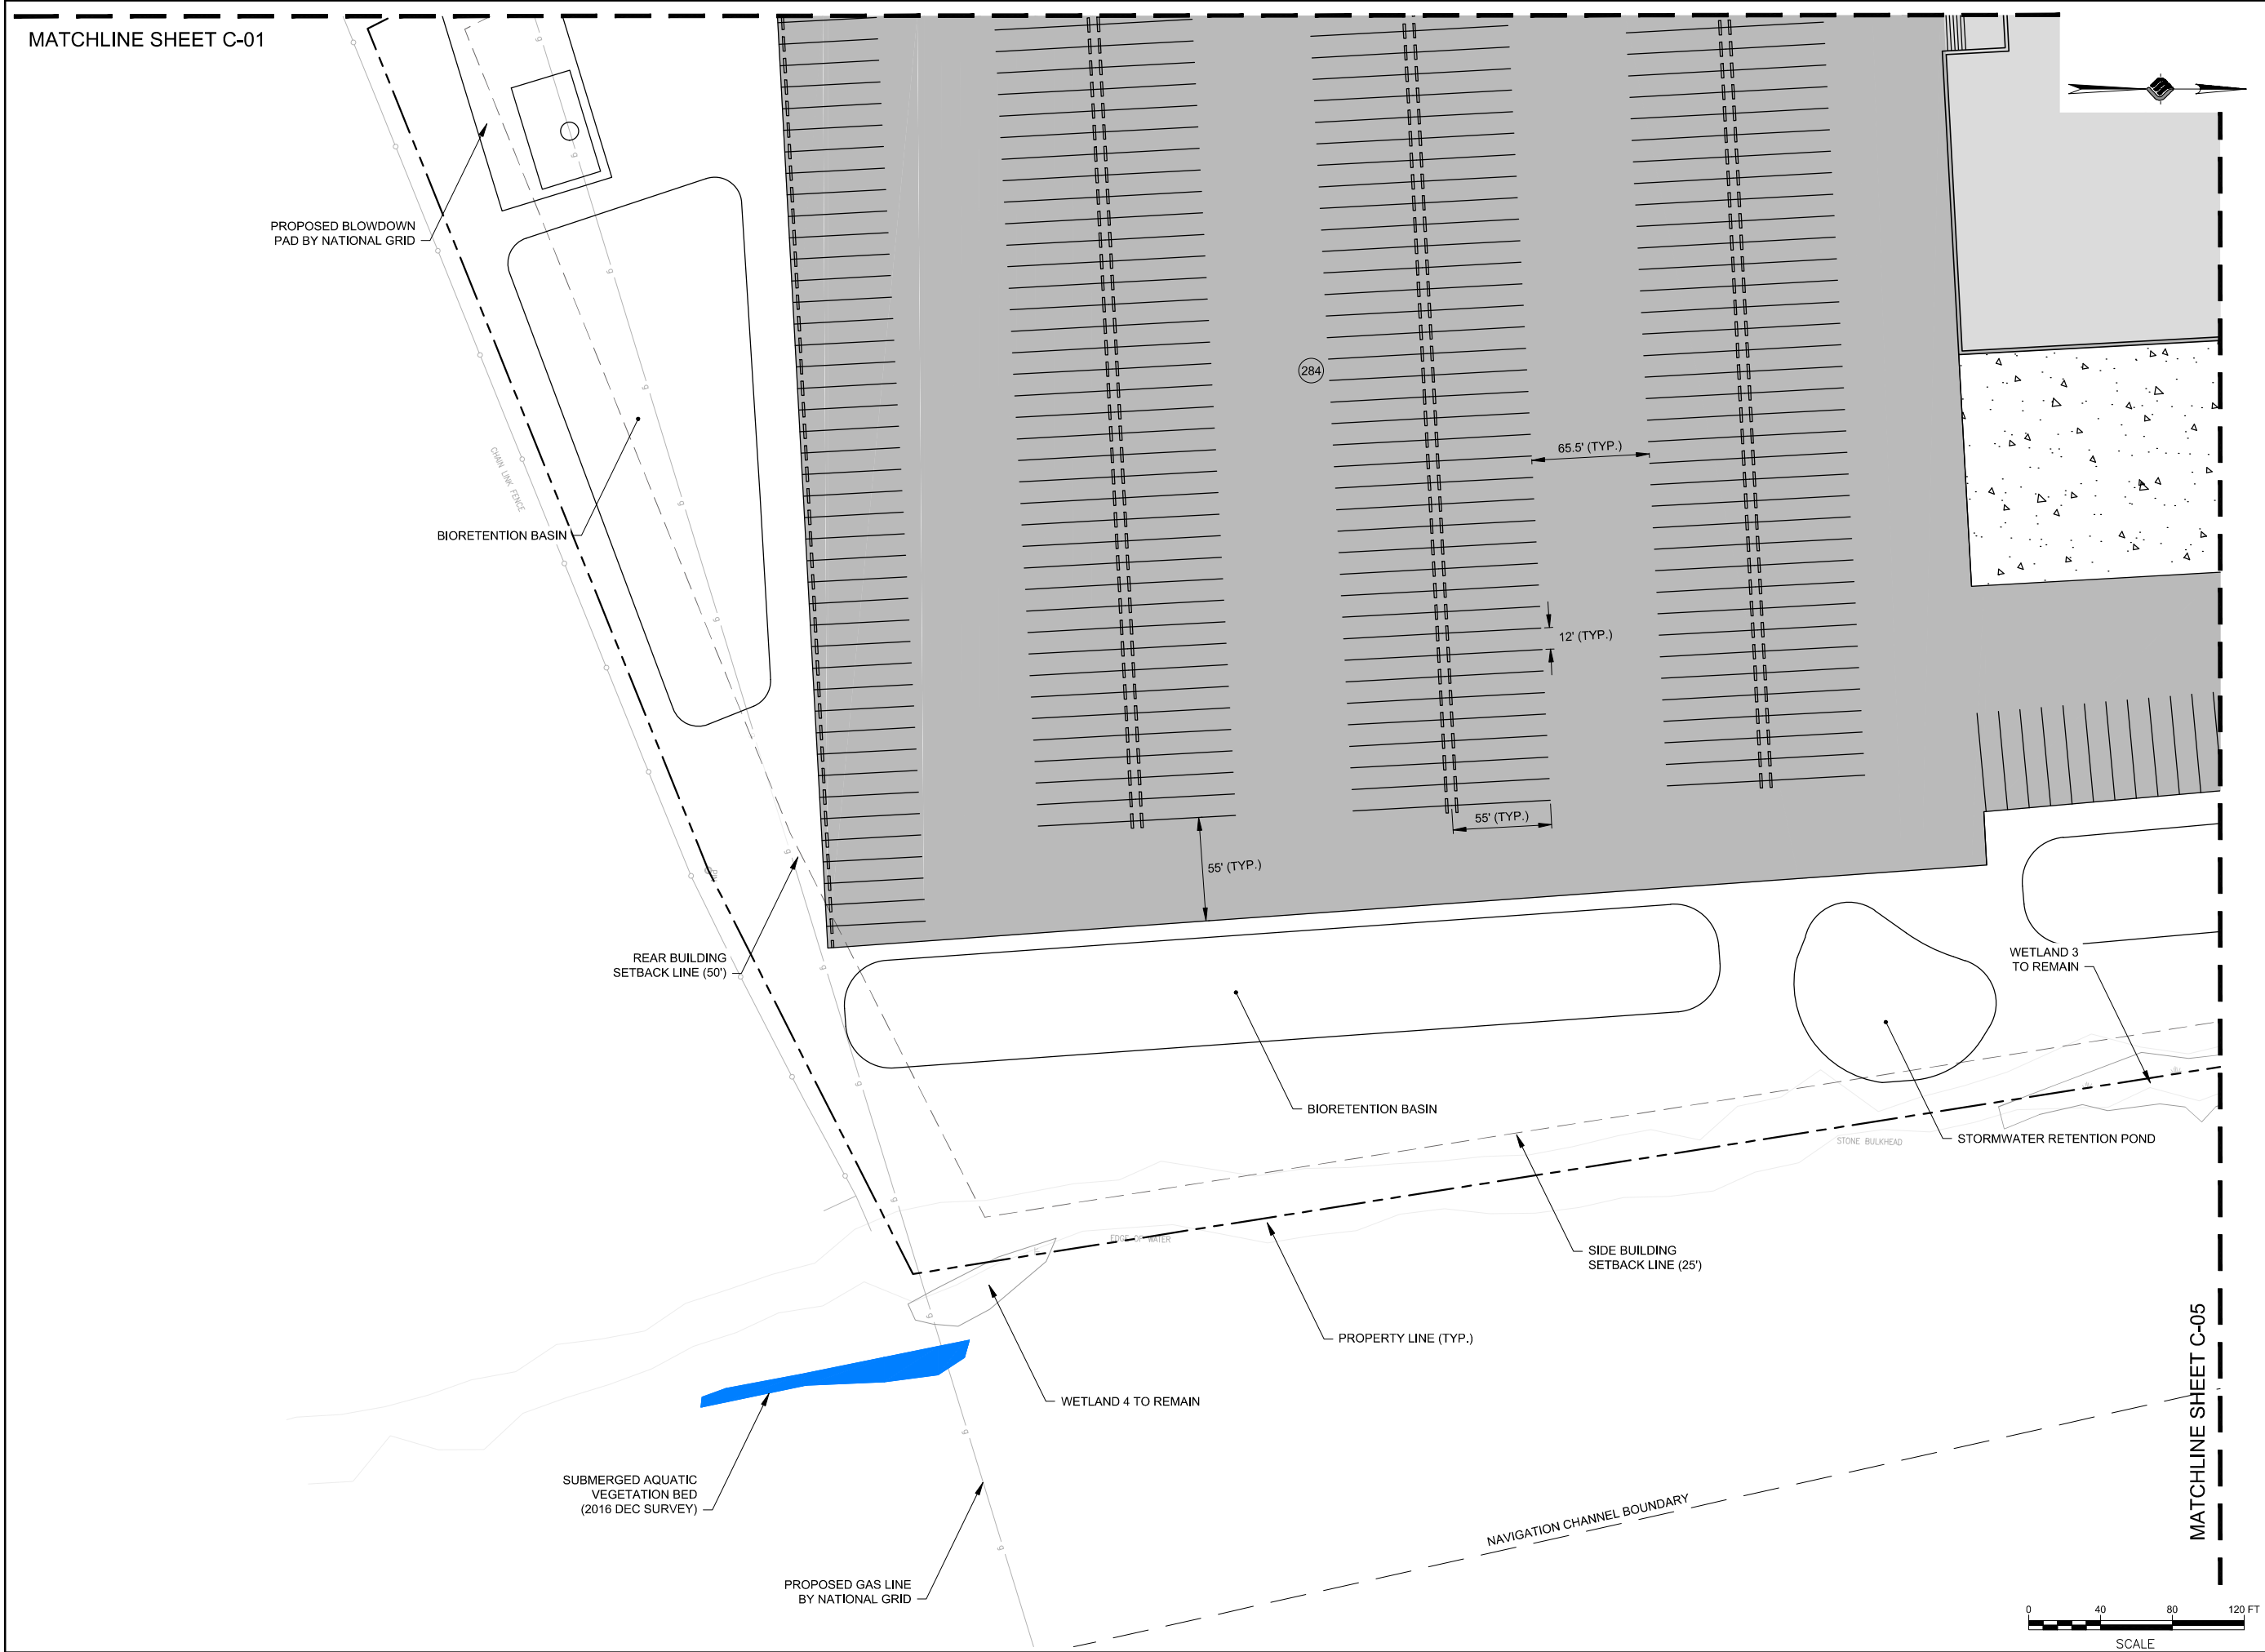 MATCHLINE SHEET C-01
PROPOSED BLOWDOWN
PAD BY NATIONAL GRID
284
65.5' (TYP.)
CHAIN LINK FENCE
BIORETENTION BASIN
12' (TYP.)
55' (TYP.)
55' (TYP.)
REAR BUILDING
SETBACK LINE (50')
WETLAND 3
TO REMAIN
BIORETENTION BASIN
STONE BULKHEAD
STORMWATER RETENTION POND
EDGE OF WATER
SIDE BUILDING
SETBACK LINE (25')
PROPERTY LINE (TYP.)
WETLAND 4 TO REMAIN
MATCHLINE SHEET C-05
SUBMERGED AQUATIC
VEGETATION BED
(2016 DEC SURVEY)
NAVIGATION CHANNEL BOUNDARY
PROPOSED GAS LINE
BY NATIONAL GRID
0 40 80 120 FT
SCALE